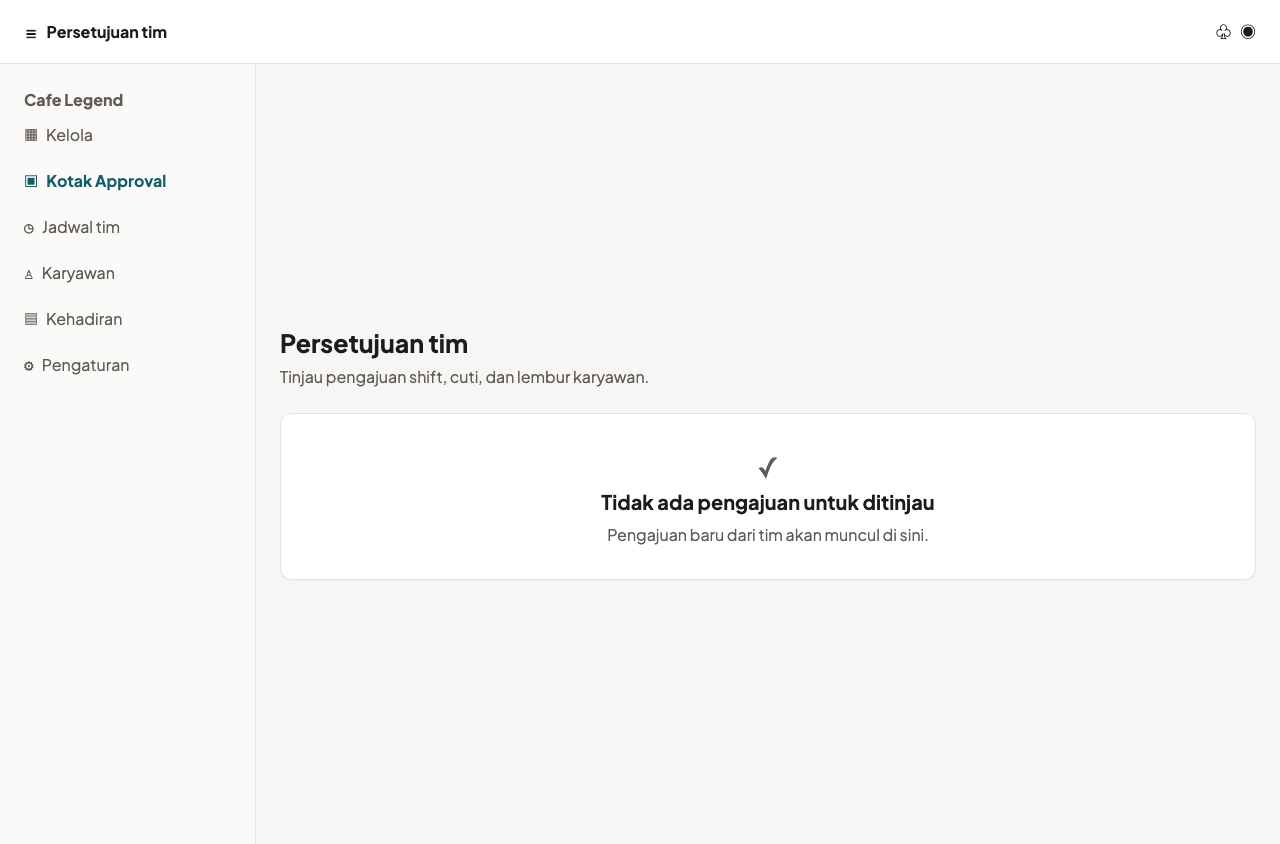 Persetujuan tim
Cafe Legend
Kelola
Kotak Approval
Jadwal tim
Karyawan
Kehadiran
Pengaturan
Persetujuan tim
Tinjau pengajuan shift, cuti, dan lembur karyawan.
Tidak ada pengajuan untuk ditinjau
Pengajuan baru dari tim akan muncul di sini.